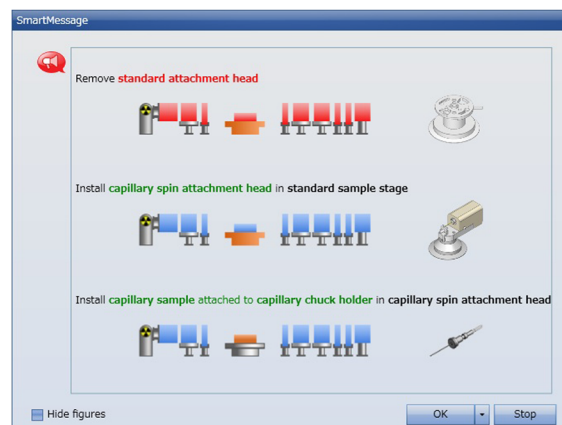 SmartMessage
Remove standard attachment head
Install capillary spin attachment head in standard sample stage
Install capillary sample attached to capillary chuck holder in capillary spin attachment head
Hide figures
OK
Stop